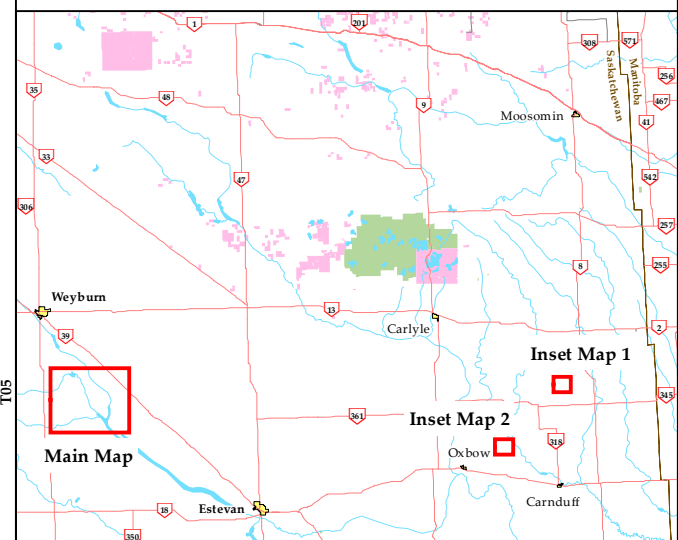 1
201
308
571
Manitoba
Saskatchewan
256
35
48
9
467
Moosomin
41
33
47
542
306
257
255
8
Weyburn
13
Carlyle
2
39
Inset Map 1
T05
345
361
Inset Map 2
318
Main Map
Oxbow
Carnduff
18
Estevan
350